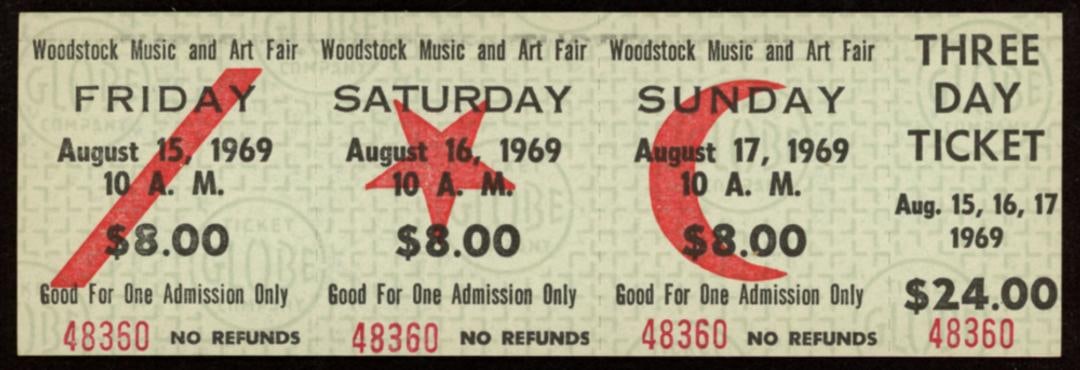 Woodstock Music and Art Fair
FRIDAY
August 15, 1969
10 A. M.
$8.00
Good For One Admission Only
48360 NO REFUNDS
Woodstock Music and Art Fair
SATURDAY
August 16, 1969
10 A. M.
$8.00
Good For One Admission Only
48360 NO REFUNDS
Woodstock Music and Art Fair
SUNDAY
August 17, 1969
10 A. M.
$8.00
Good For One Admission Only
48360 NO REFUNDS
THREE
DAY
TICKET
Aug. 15, 16, 17
1969
$24.00
48360